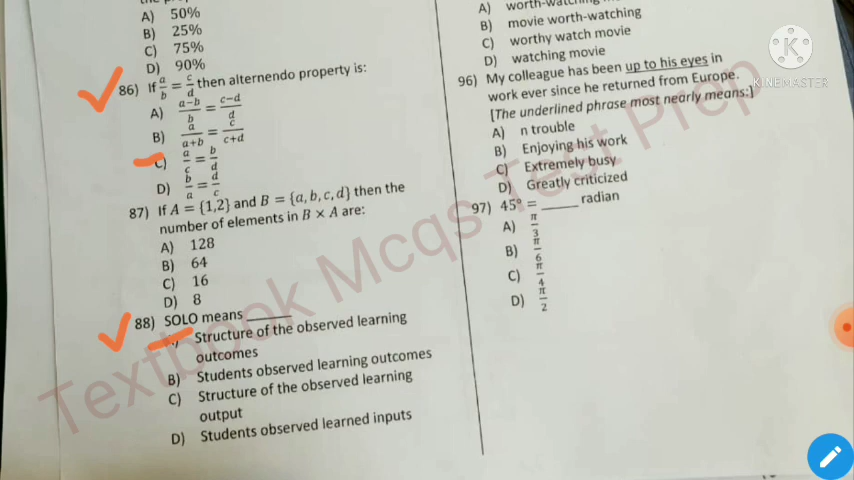 A) 50%
B) 25%
C) 75%
D) 90%
86) If a/b = c/d then alternendo property is:
A) a−b/b = c−d/d
B) a/a+b = c/c+d
C) a/c = b/d
D) b/a = d/c
87) If A = {1,2} and B = {a, b, c, d} then the
number of elements in B × A are:
A) 128
B) 64
C) 16
D) 8
88) SOLO means ______
Structure of the observed learning
outcomes
B) Students observed learning outcomes
C) Structure of the observed learning
output
D) Students observed learned inputs
A)
B) movie worth-watching
C) worthy watch movie
D) watching movie
96) My colleague has been up to his eyes in
work ever since he returned from Europe.
[The underlined phrase most nearly means:]
A) n trouble
B) Enjoying his work
C) Extremely busy
D) Greatly criticized
97) 45° = _____ radian
A) π/3
B) π/6
C) π/4
D) π/2
Textbook Mcqs Test Prep
K
KINEMASTER